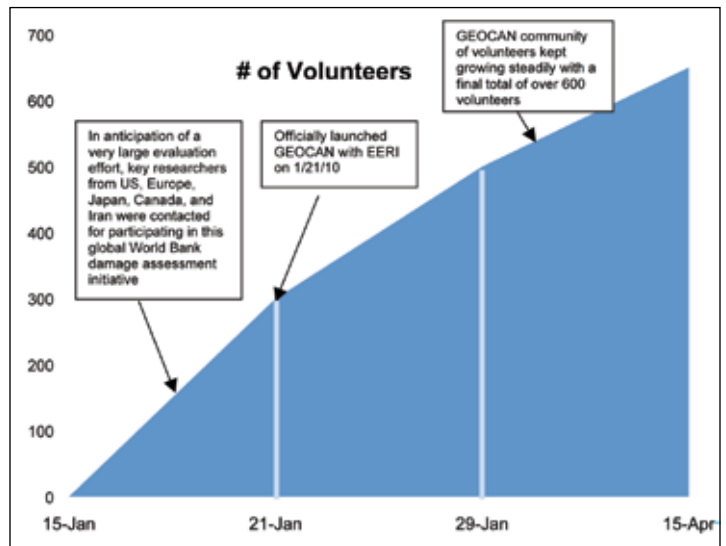 # of Volunteers
700
600
500
400
300
200
100
0
In anticipation of a
very large evaluation
effort, key researchers
from US, Europe,
Japan, Canada, and
Iran were contacted
for participating in this
global World Bank
damage assessment
initiative
Officially launched
GEOCAN with EERI
on 1/21/10
GEOCAN community
of volunteers kept
growing steadily with a
final total of over 600
volunteers
15-Jan
21-Jan
29-Jan
15-Apr